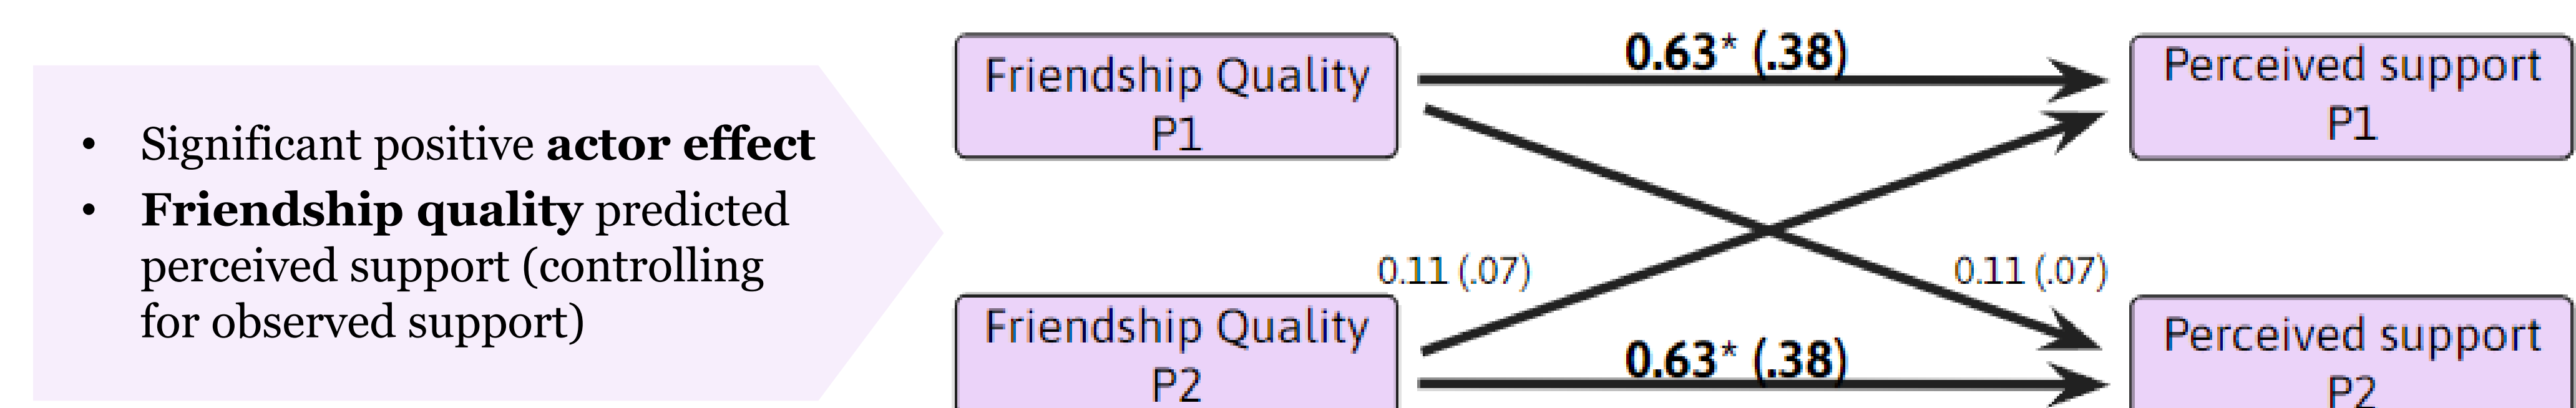 • Significant positive actor effect
• Friendship quality predicted
perceived support (controlling
for observed support)
Friendship Quality
P1
0.63* (.38)
Perceived support
P1
0.11 (.07)
0.11 (.07)
Friendship Quality
P2
0.63* (.38)
Perceived support
P2